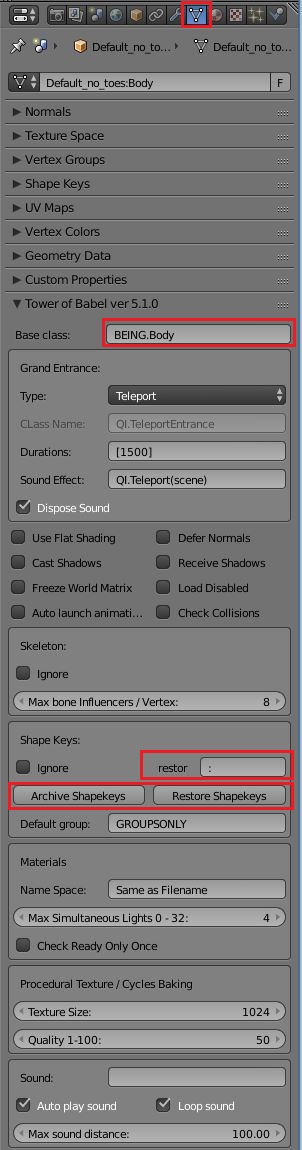 Default_no_to... Default_no_to...
Default_no_toes:Body F
Normals
Texture Space
Vertex Groups
Shape Keys
UV Maps
Vertex Colors
Geometry Data
Custom Properties
Tower of Babel ver 5.1.0
Base class: BEING.Body
Grand Entrance:
Type: Teleport
CLass Name: QI.TeleportEntrance
Durations: [1500]
Sound Effect: QI.Teleport(scene)
Dispose Sound
Use Flat Shading Defer Normals
Cast Shadows Receive Shadows
Freeze World Matrix Load Disabled
Auto launch animati... Check Collisions
Skeleton:
Ignore
Max bone Influencers / Vertex: 8
Shape Keys:
Ignore restor :
Archive Shapekeys Restore Shapekeys
Default group: GROUPSONLY
Materials
Name Space: Same as Filename
Max Simultaneous Lights 0 - 32: 4
Check Ready Only Once
Procedural Texture / Cycles Baking
Texture Size: 1024
Quality 1-100: 50
Sound:
Auto play sound Loop sound
Max sound distance: 100.00